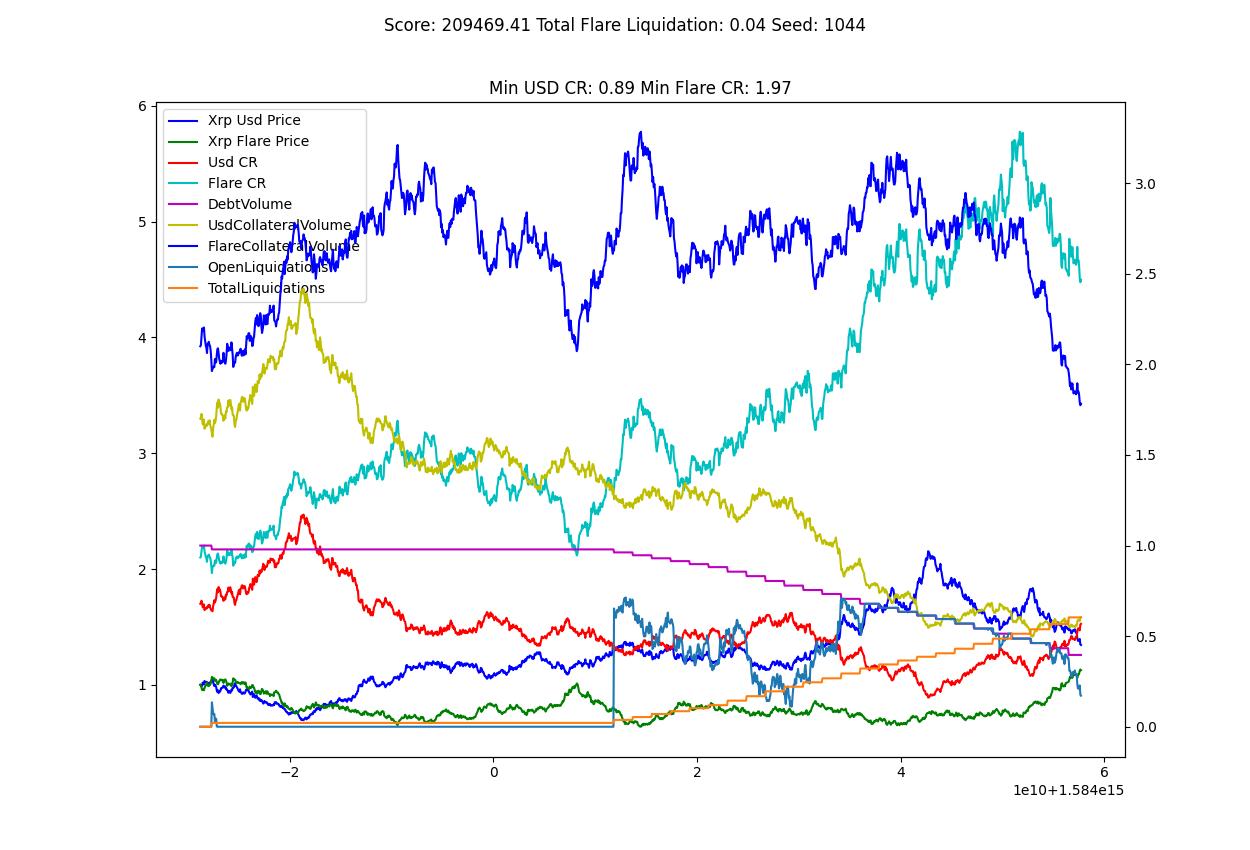 Score: 209469.41 Total Flare Liquidation: 0.04 Seed: 1044
Min USD CR: 0.89 Min Flare CR: 1.97
Xrp Usd Price
Xrp Flare Price
Usd CR
Flare CR
DebtVolume
UsdCollateralVolume
FlareCollateralVolume
OpenLiquidations
TotalLiquidations
6
5
4
3
2
1
3.0
2.5
2.0
1.5
1.0
0.5
0.0
−2
0
2
4
6
1e10+1.584e15